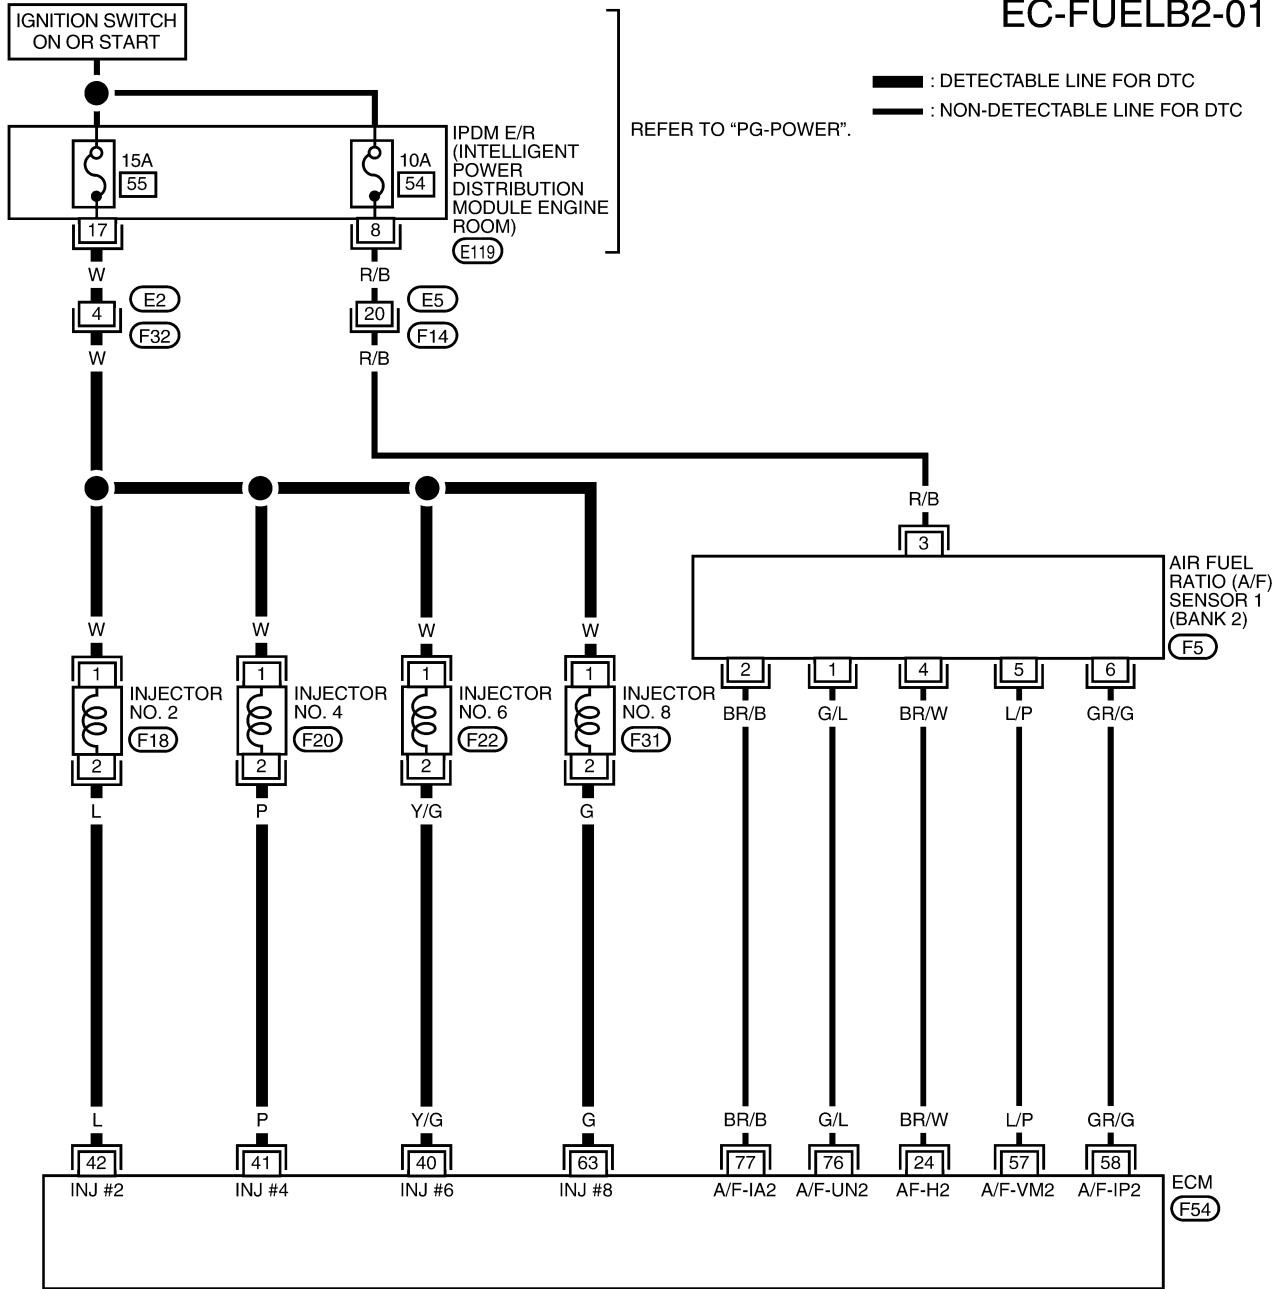 EC-FUELB2-01
IGNITION SWITCH
ON OR START
: DETECTABLE LINE FOR DTC
: NON-DETECTABLE LINE FOR DTC
REFER TO “PG-POWER”.
15A
55
10A
54
IPDM E/R
(INTELLIGENT
POWER
DISTRIBUTION
MODULE ENGINE
ROOM)
E119
17
8
W
R/B
4
E2
F32
20
E5
F14
W
R/B
R/B
3
AIR FUEL
RATIO (A/F)
SENSOR 1
(BANK 2)
F5
W
W
W
W
1
1
1
1
INJECTOR
NO. 2
F18
INJECTOR
NO. 4
F20
INJECTOR
NO. 6
F22
INJECTOR
NO. 8
F31
2
2
2
2
2
1
4
5
6
BR/B
G/L
BR/W
L/P
GR/G
L
P
Y/G
G
L
P
Y/G
G
BR/B
G/L
BR/W
L/P
GR/G
42
41
40
63
77
76
24
57
58
INJ #2
INJ #4
INJ #6
INJ #8
A/F-IA2
A/F-UN2
AF-H2
A/F-VM2
A/F-IP2
ECM
F54